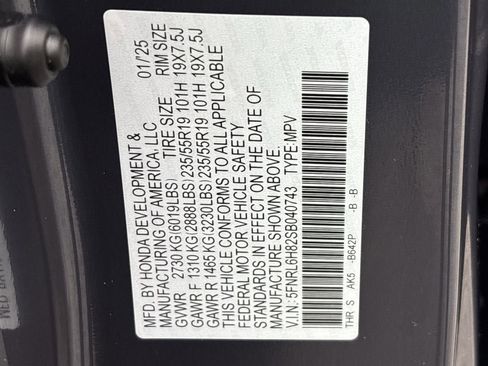 MFD. BY HONDA DEVELOPMENT & 01/'25
MANUFACTURING OF AMERICA, LLC
TIRE SIZE RIM SIZE
GVWR 2730 KG(6019LBS)
GAWR F 1310 KG(2888LBS) 235/55R19 101H 19X7.5J
GAWR R 1465 KG(3230LBS) 235/55R19 101H 19X7.5J
THIS VEHICLE CONFORMS TO ALL APPLICABLE
FEDERAL MOTOR VEHICLE SAFETY
STANDARDS IN EFFECT ON THE DATE OF
MANUFACTURE SHOWN ABOVE.
V.I.N.: 5FNRL6H82SB040743 TYPE:MPV
THR S AK5 -B642P -B -B